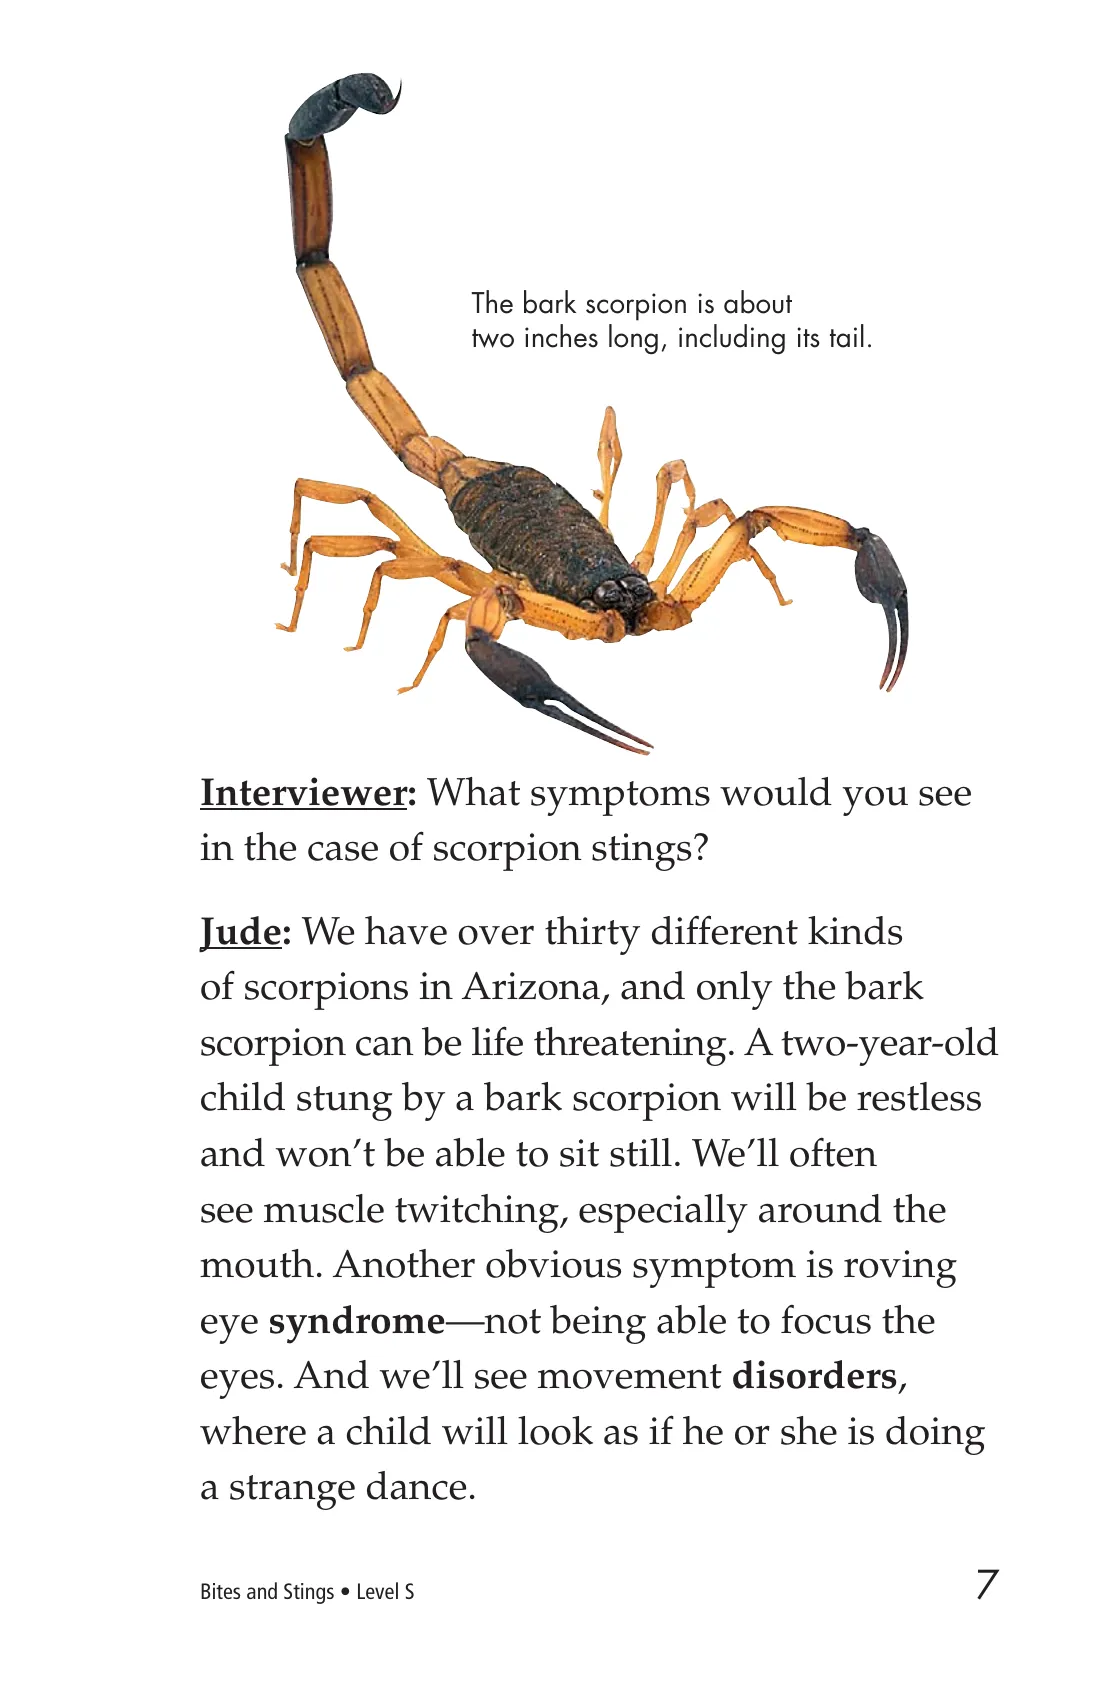 The bark scorpion is about
two inches long, including its tail.
Interviewer: What symptoms would you see
in the case of scorpion stings?
Jude: We have over thirty different kinds
of scorpions in Arizona, and only the bark
scorpion can be life threatening. A two-year-old
child stung by a bark scorpion will be restless
and won’t be able to sit still. We’ll often
see muscle twitching, especially around the
mouth. Another obvious symptom is roving
eye syndrome—not being able to focus the
eyes. And we’ll see movement disorders,
where a child will look as if he or she is doing
a strange dance.
Bites and Stings • Level S
7